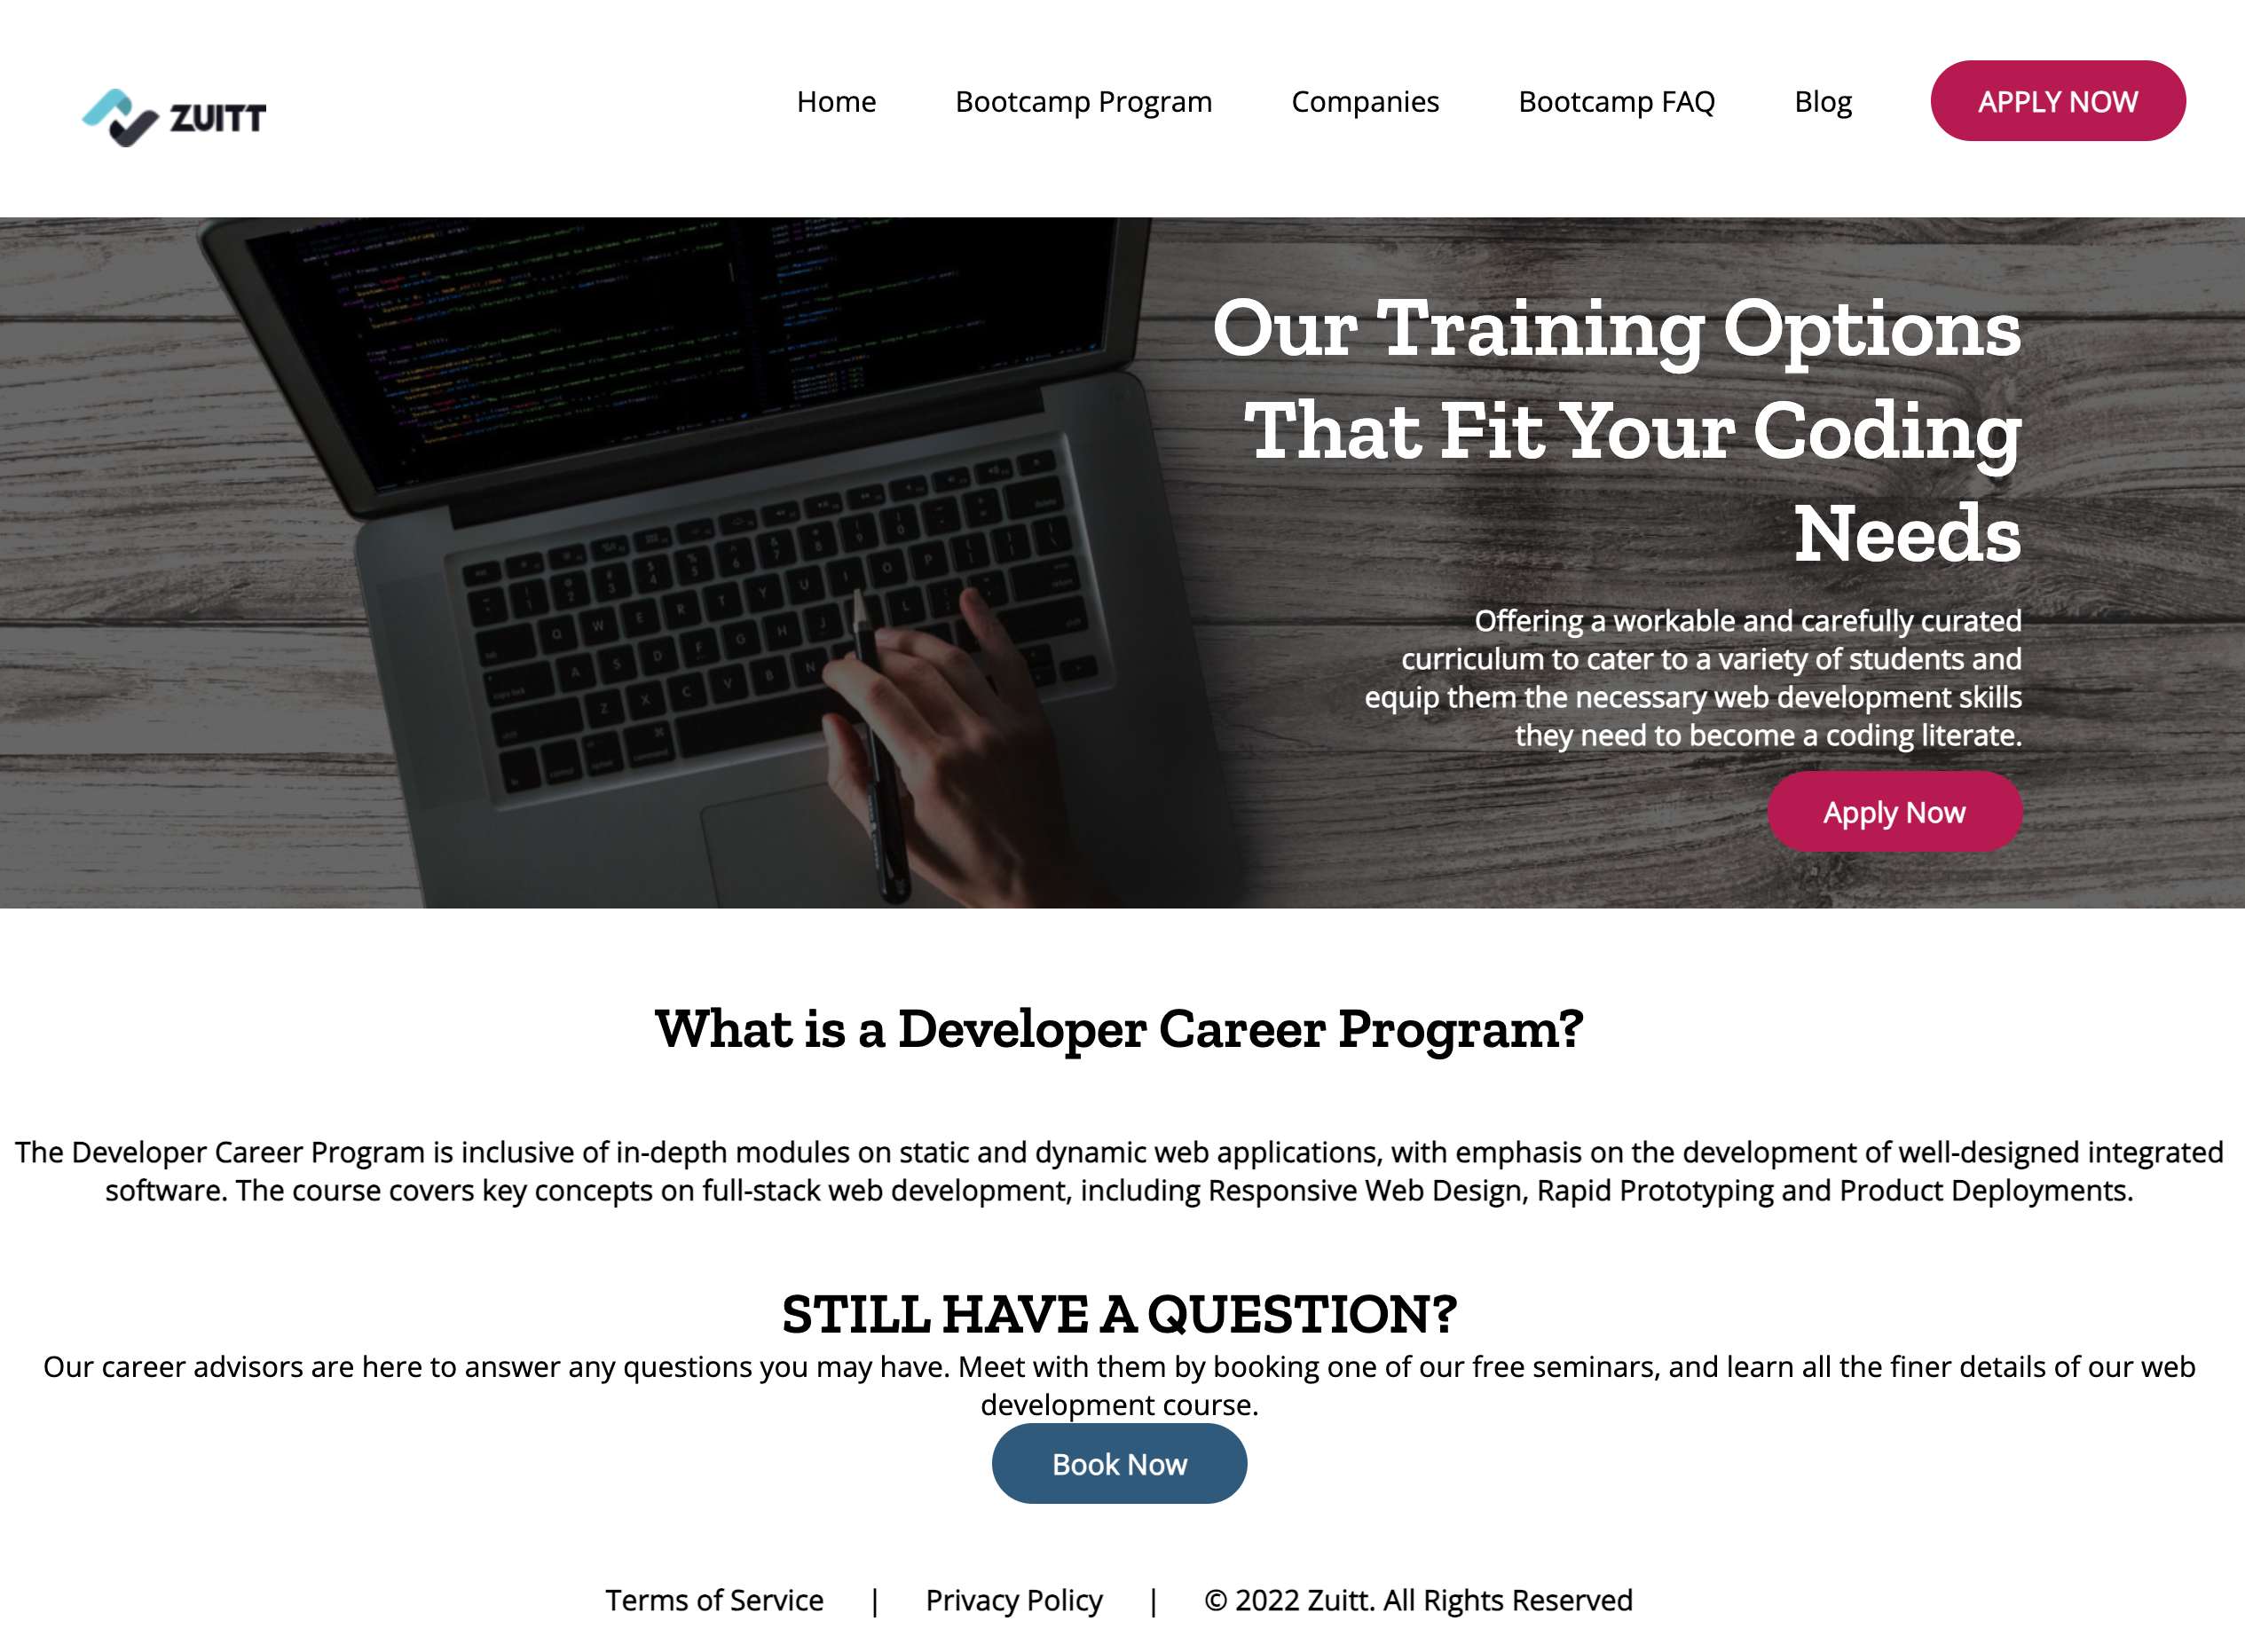 ZUITT
Home Bootcamp Program Companies Bootcamp FAQ Blog APPLY NOW
Our Training Options
That Fit Your Coding
Needs
Offering a workable and carefully curated
curriculum to cater to a variety of students and
equip them the necessary web development skills
they need to become a coding literate.
Apply Now
What is a Developer Career Program?
The Developer Career Program is inclusive of in-depth modules on static and dynamic web applications, with emphasis on the development of well-designed integrated
software. The course covers key concepts on full-stack web development, including Responsive Web Design, Rapid Prototyping and Product Deployments.
STILL HAVE A QUESTION?
Our career advisors are here to answer any questions you may have. Meet with them by booking one of our free seminars, and learn all the finer details of our web
development course.
Book Now
Terms of Service | Privacy Policy | © 2022 Zuitt. All Rights Reserved